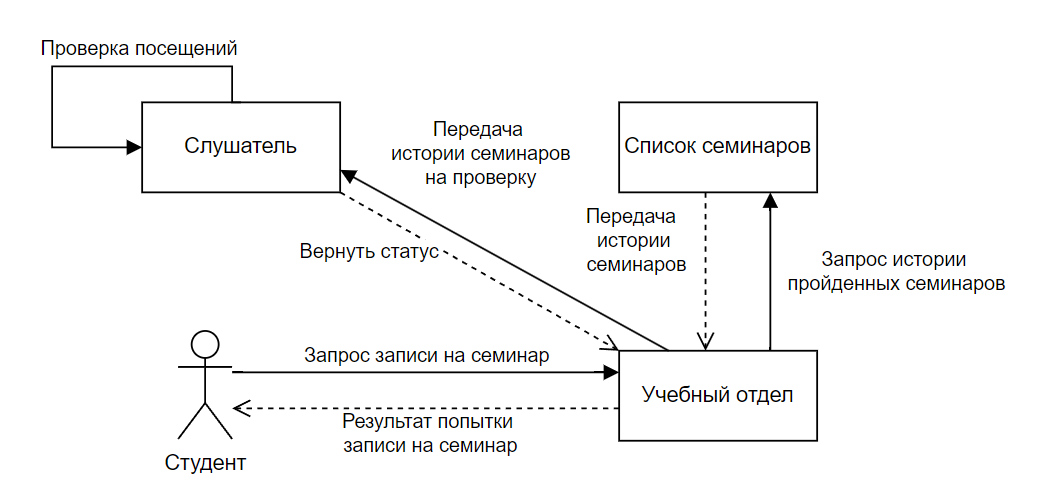 Проверка посещений
Слушатель
Передача
истории семинаров
на проверку
Список семинаров
Вернуть статус
Передача
истории
семинаров
Запрос истории
пройденных семинаров
Запрос записи на семинар
Учебный отдел
Результат попытки
записи на семинар
Студент